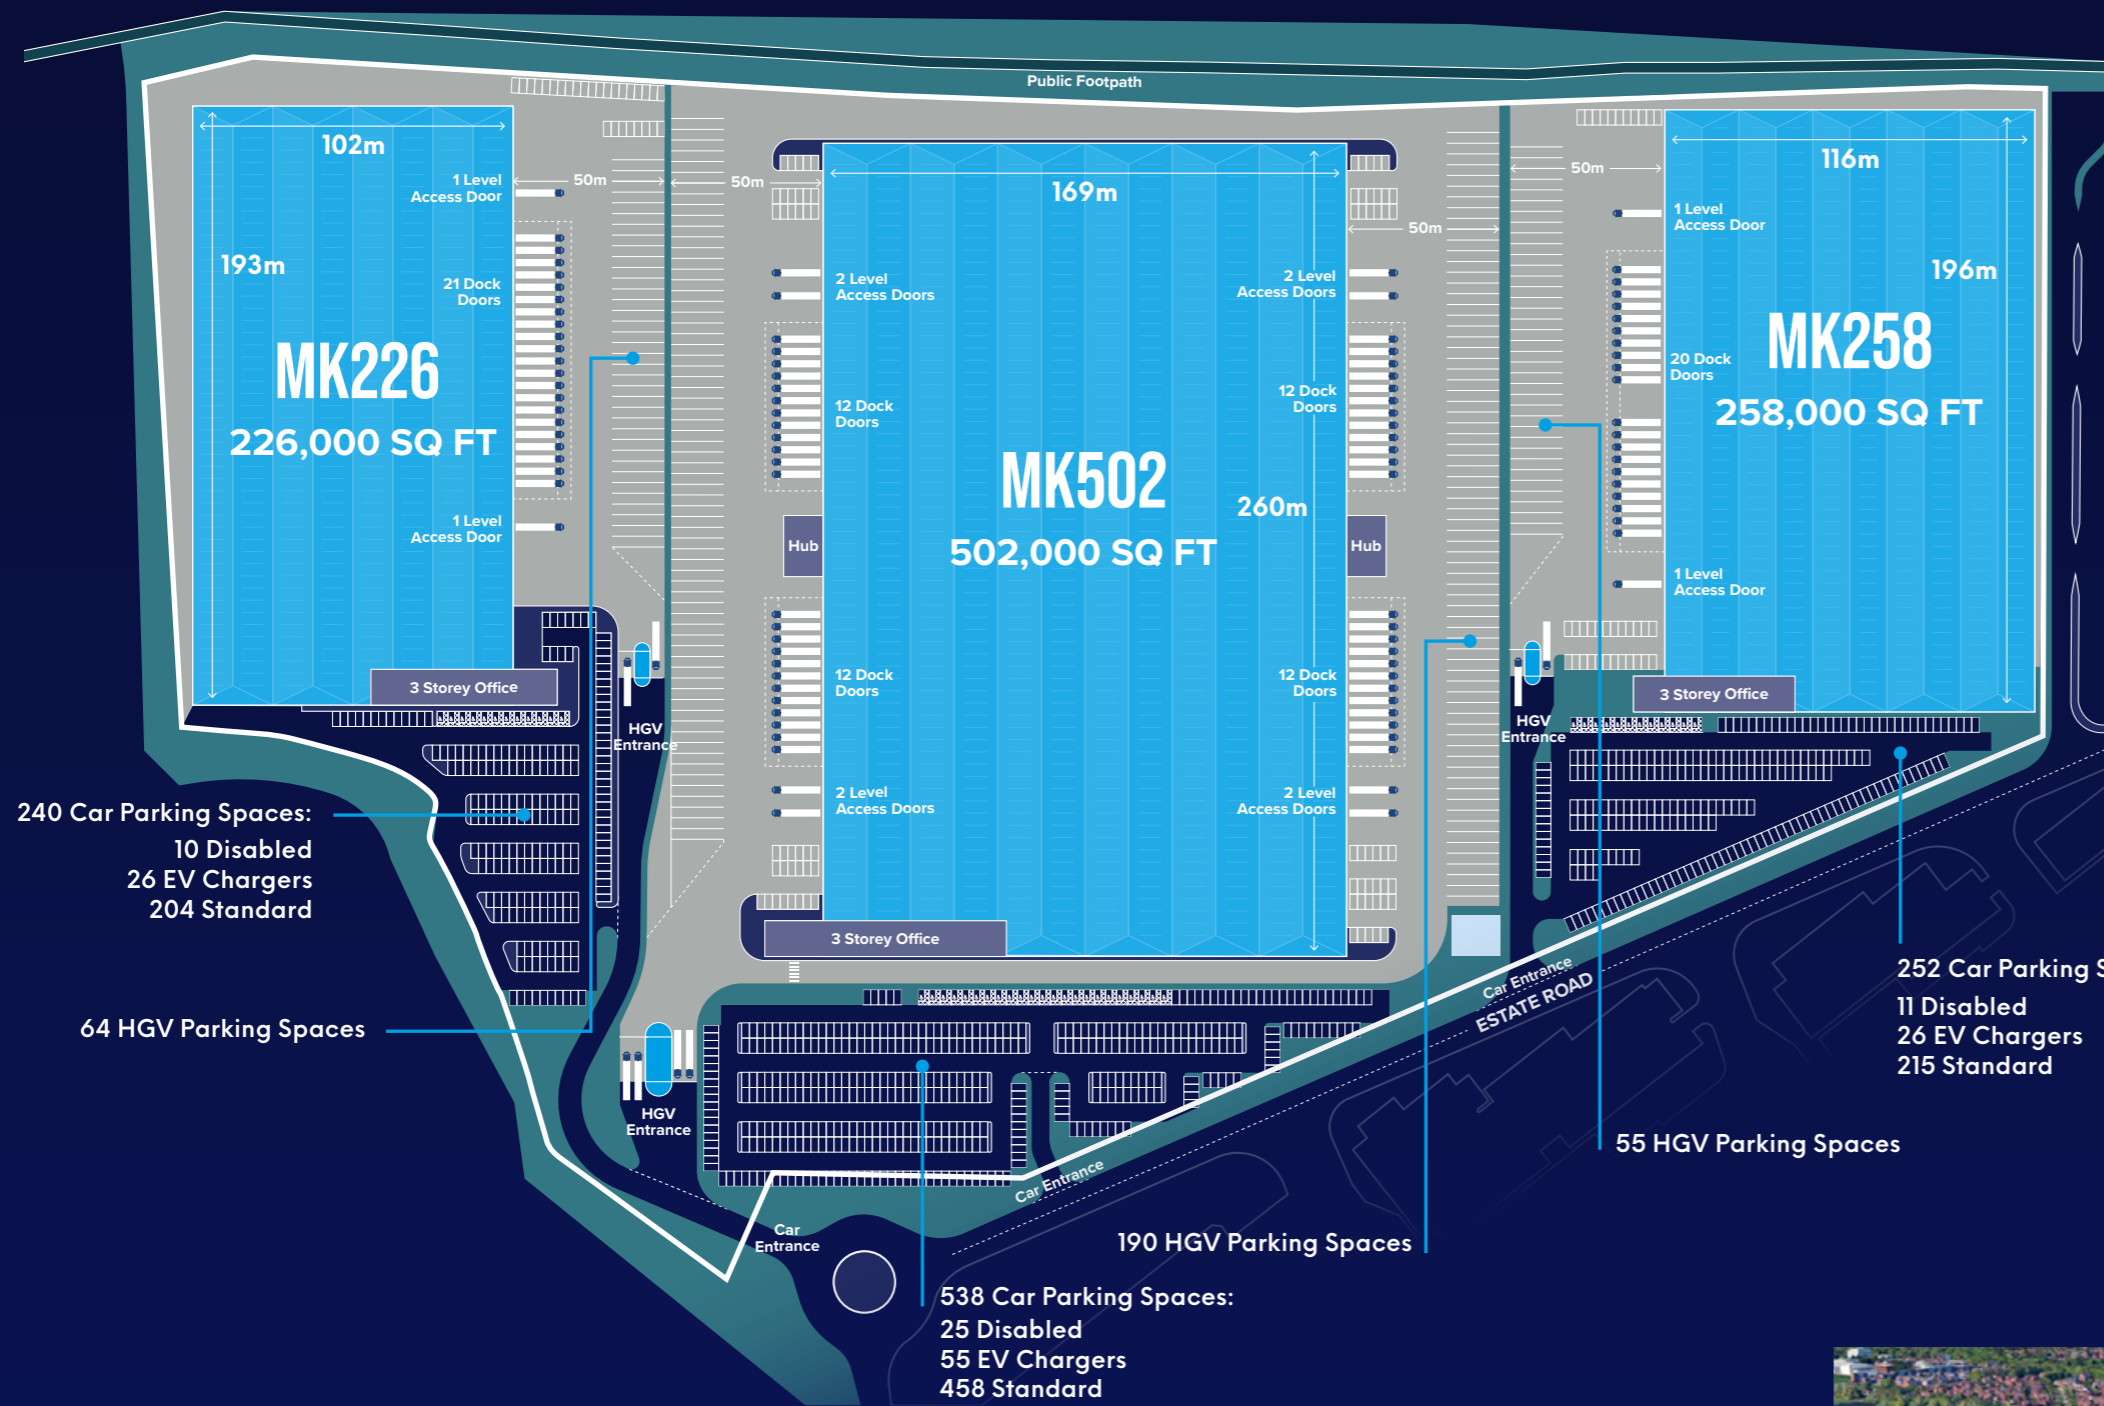 Public Footpath
102m
193m
1 Level
Access Door
50m
21 Dock
Doors
MK226
226,000 SQ FT
1 Level
Access Door
3 Storey Office
HGV
Entrance
50m
169m
2 Level
Access Doors
2 Level
Access Doors
12 Dock
Doors
12 Dock
Doors
MK502
502,000 SQ FT
260m
Hub
Hub
12 Dock
Doors
12 Dock
Doors
2 Level
Access Doors
2 Level
Access Doors
3 Storey Office
50m
50m
116m
196m
1 Level
Access Door
20 Dock
Doors
MK258
258,000 SQ FT
1 Level
Access Door
3 Storey Office
HGV
Entrance
240 Car Parking Spaces:
10 Disabled
26 EV Chargers
204 Standard
64 HGV Parking Spaces
HGV
Entrance
Car
Entrance
Car Entrance
Car Entrance
ESTATE ROAD
252 Car Parking S
11 Disabled
26 EV Chargers
215 Standard
55 HGV Parking Spaces
190 HGV Parking Spaces
538 Car Parking Spaces:
25 Disabled
55 EV Chargers
458 Standard